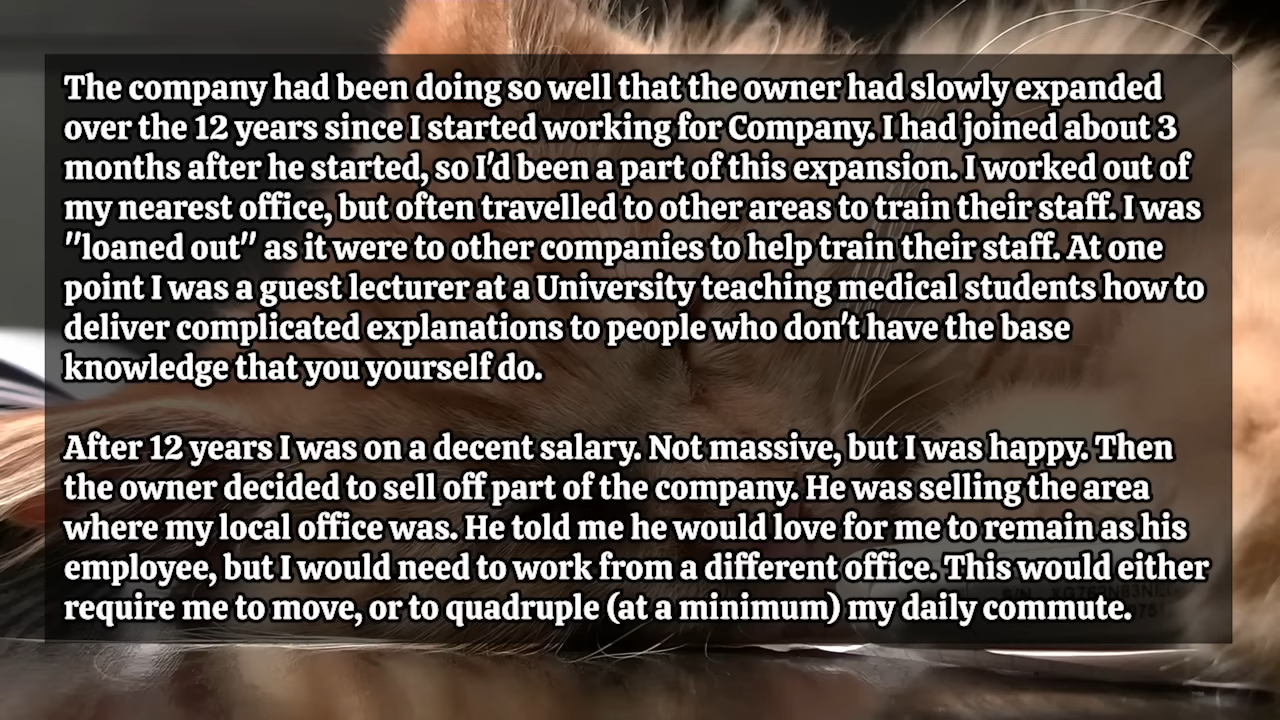 The company had been doing so well that the owner had slowly expanded
over the 12 years since I started working for Company. I had joined about 3
months after he started, so I'd been a part of this expansion. I worked out of
my nearest office, but often travelled to other areas to train their staff. I was
"loaned out" as it were to other companies to help train their staff. At one
point I was a guest lecturer at a University teaching medical students how to
deliver complicated explanations to people who don't have the base
knowledge that you yourself do.
After 12 years I was on a decent salary. Not massive, but I was happy. Then
the owner decided to sell off part of the company. He was selling the area
where my local office was. He told me he would love for me to remain as his
employee, but I would need to work from a different office. This would either
require me to move, or to quadruple (at a minimum) my daily commute.